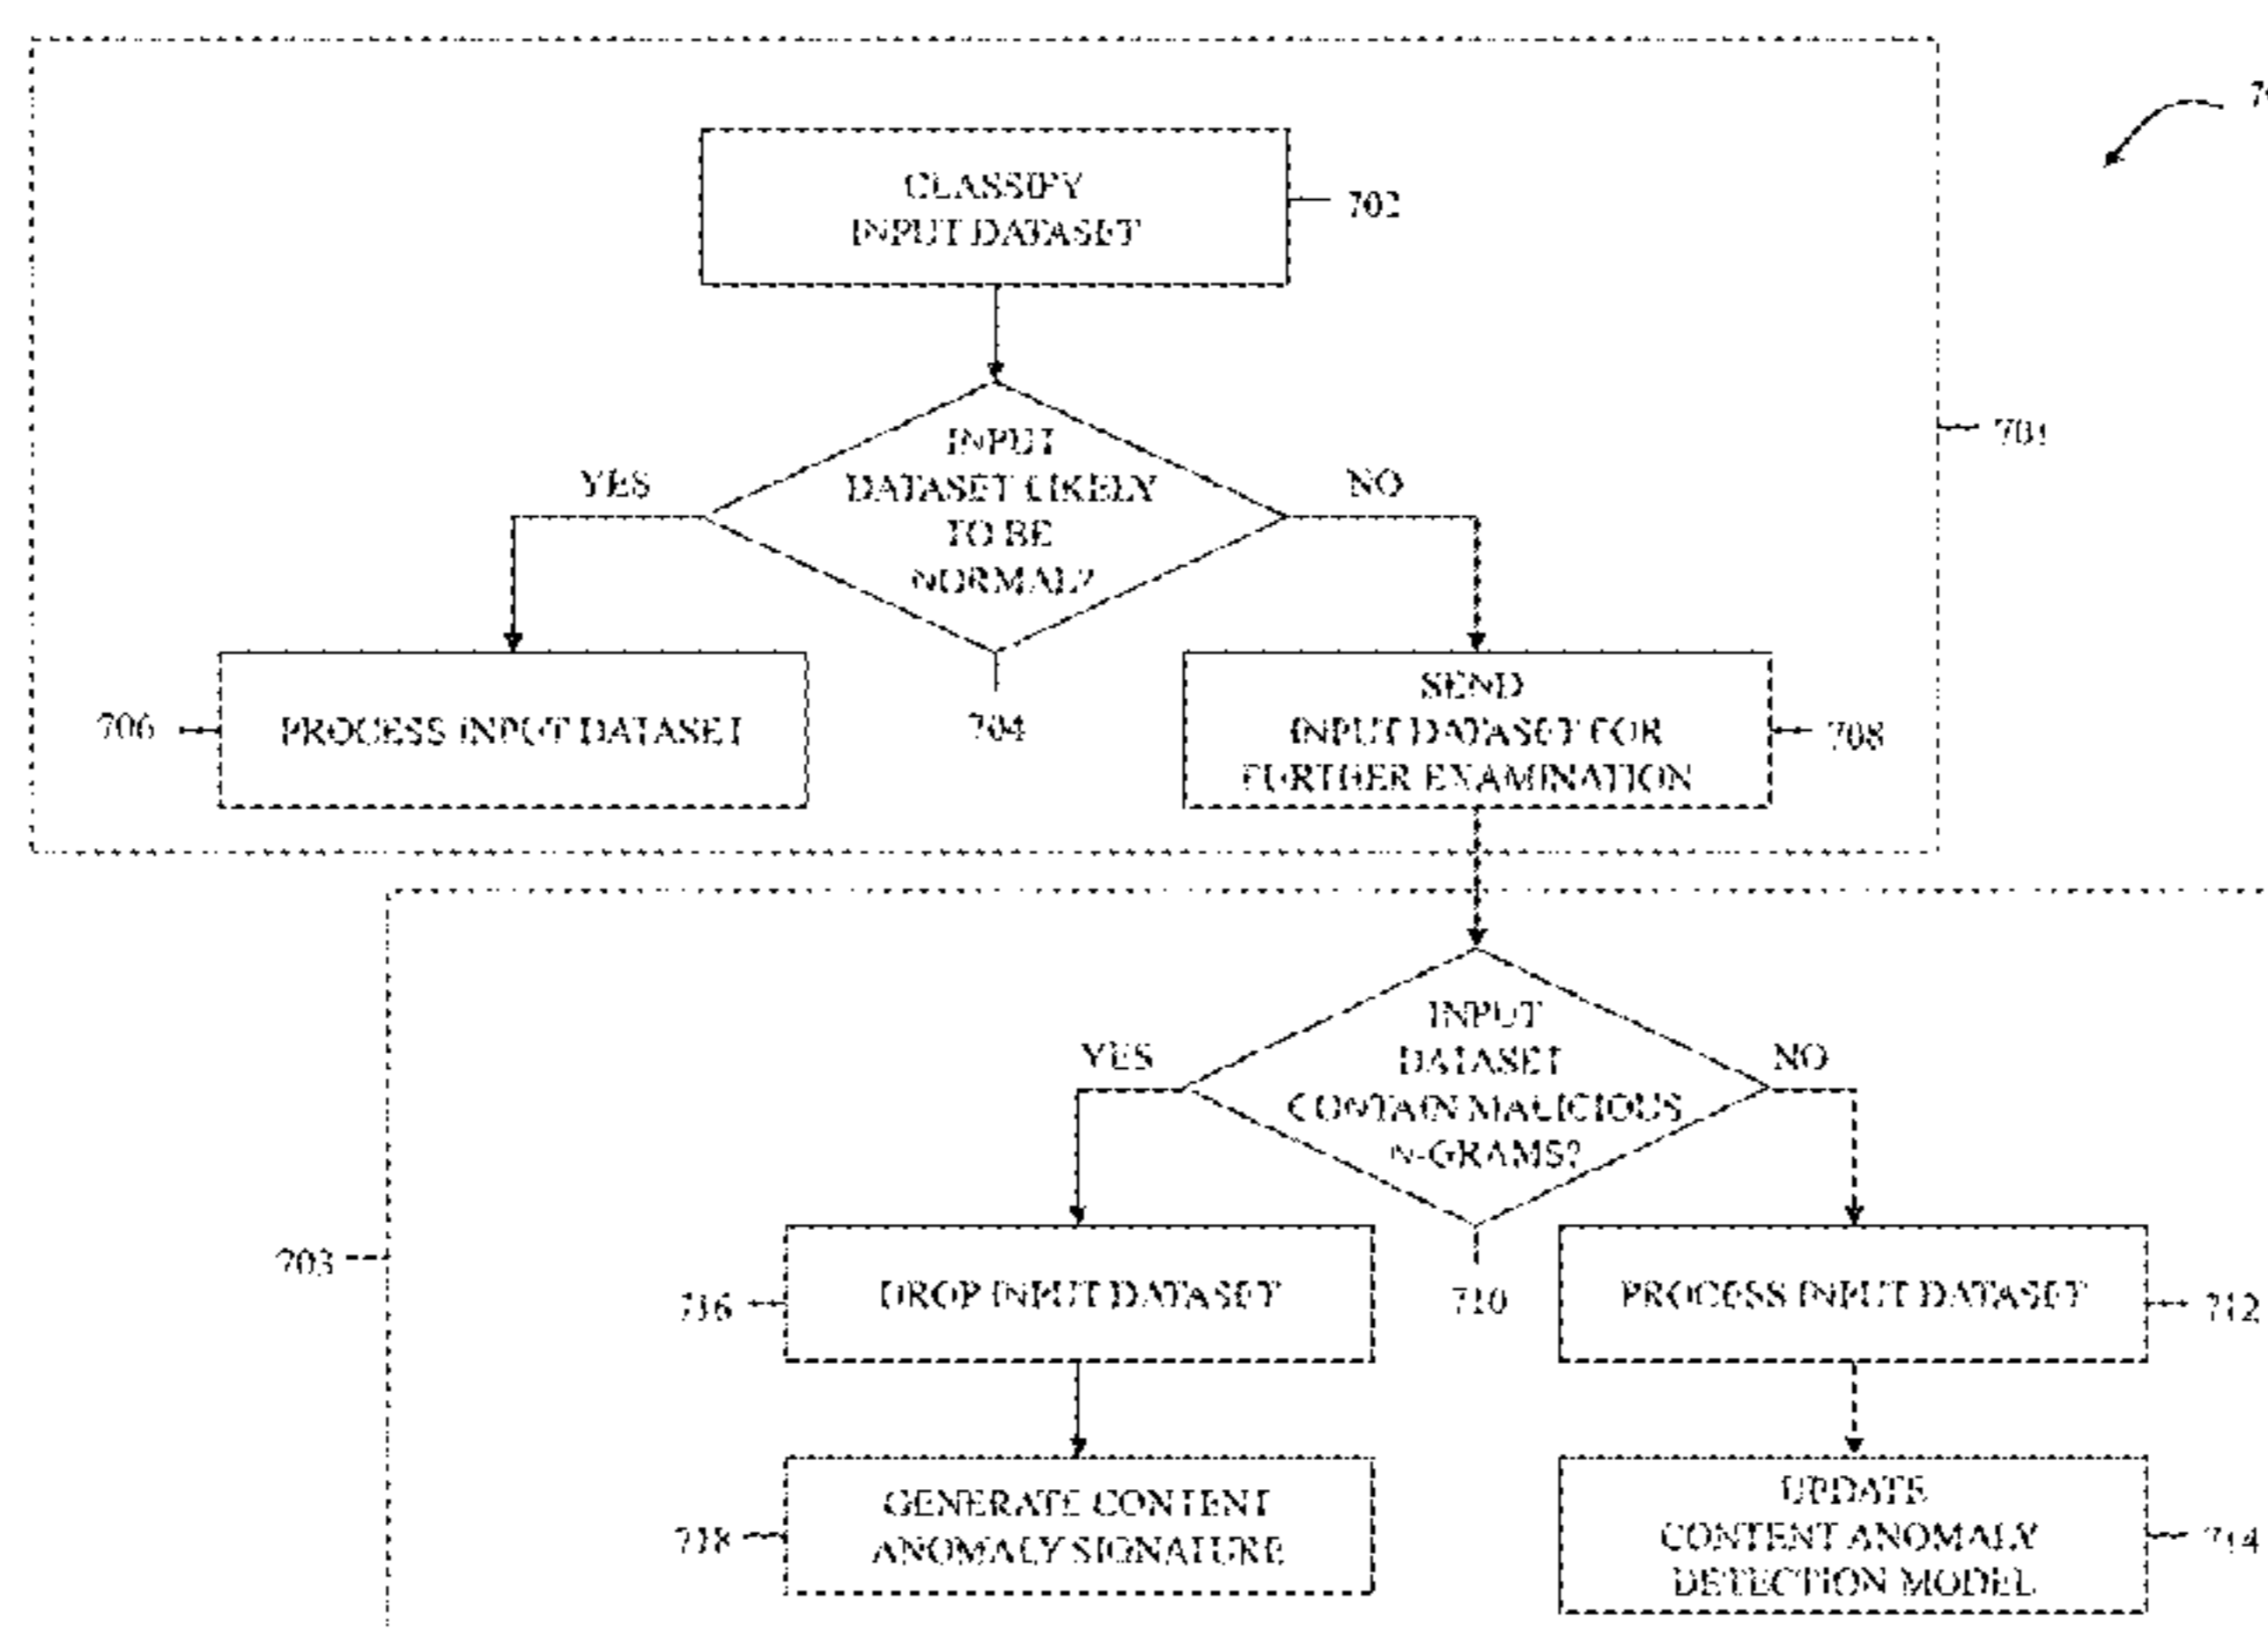 CLASSIFY
INPUT DATASET
702
INPUT
DATASET LIKELY
TO BE
NORMAL?
YES
NO
701
706
PROCESS INPUT DATASET
704
SEND
INPUT DATASET FOR
FURTHER EXAMINATION
708
INPUT
DATASET
CONTAIN MALICIOUS
N-GRAMS?
YES
NO
703
716
DROP INPUT DATASET
710
PROCESS INPUT DATASET
712
718
GENERATE CONTENT
ANOMALY SIGNATURE
UPDATE
CONTENT ANOMALY
DETECTION MODEL
714